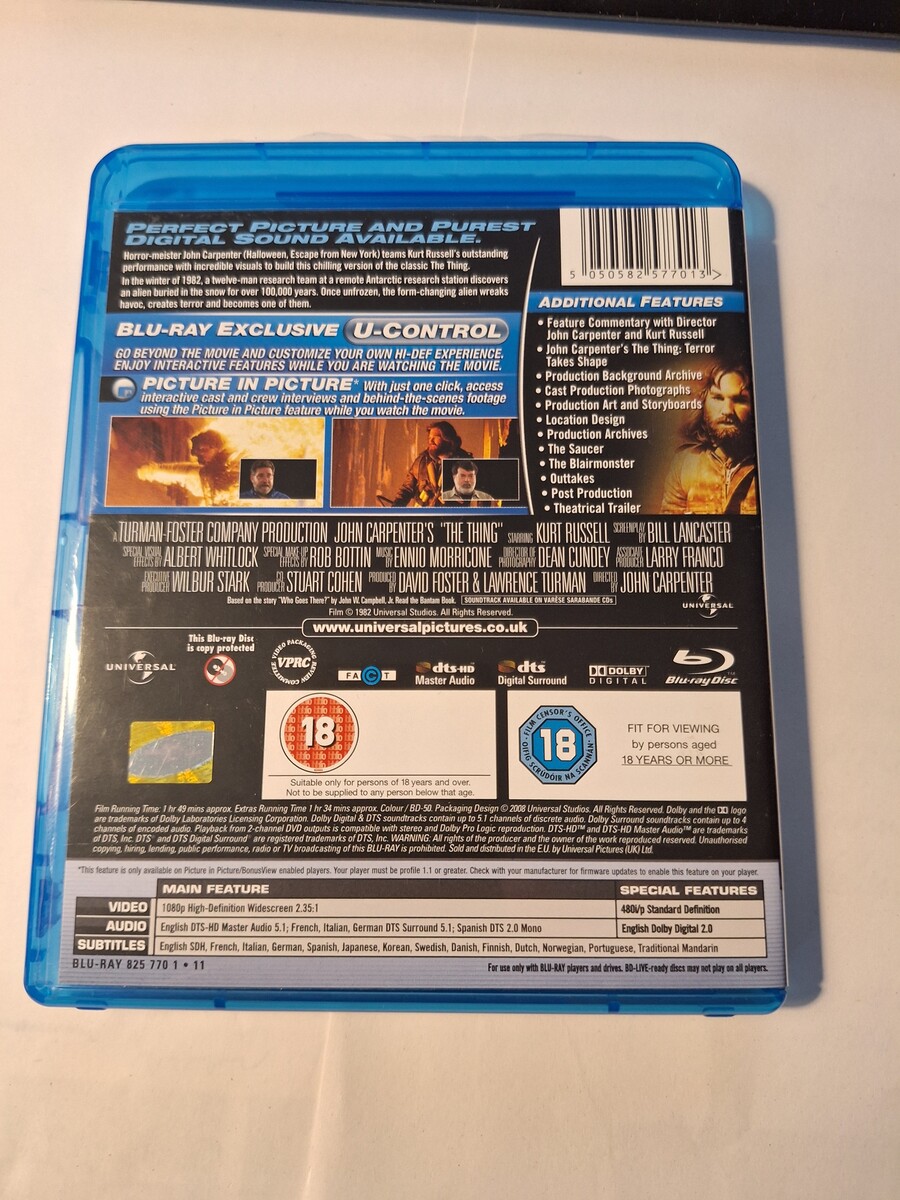 PERFECT PICTURE AND PUREST
DIGITAL SOUND AVAILABLE.
Horror-meister John Carpenter (Halloween, Escape from New York) teams Kurt Russell's outstanding
performance with incredible visuals to build this chilling version of the classic The Thing.
In the winter of 1982, a twelve-man research team at a remote Antarctic research station discovers
an alien buried in the snow for over 100,000 years. Once unfrozen, the form-changing alien wreaks
havoc, creates terror and becomes one of them.
5 050582 577013 >
BLU-RAY EXCLUSIVE U-CONTROL
GO BEYOND THE MOVIE AND CUSTOMIZE YOUR OWN HI-DEF EXPERIENCE.
ENJOY INTERACTIVE FEATURES WHILE YOU ARE WATCHING THE MOVIE.
PICTURE IN PICTURE* With just one click, access
interactive cast and crew interviews and behind-the-scenes footage
using the Picture in Picture feature while you watch the movie.
ADDITIONAL FEATURES
• Feature Commentary with Director
John Carpenter and Kurt Russell
• John Carpenter's The Thing: Terror
Takes Shape
• Production Background Archive
• Cast Production Photographs
• Production Art and Storyboards
• Location Design
• Production Archives
• The Saucer
• The Blairmonster
• Outtakes
• Post Production
• Theatrical Trailer
A TURMAN-FOSTER COMPANY PRODUCTION JOHN CARPENTER'S "THE THING" STARRING KURT RUSSELL SCREENPLAY BY BILL LANCASTER
SPECIAL VISUAL EFFECTS BY ALBERT WHITLOCK SPECIAL MAKE-UP EFFECTS BY ROB BOTTIN MUSIC BY ENNIO MORRICONE DIRECTOR OF PHOTOGRAPHY DEAN CUNDEY ASSOCIATE PRODUCER LARRY FRANCO
EXECUTIVE PRODUCER WILBUR STARK CO-PRODUCER STUART COHEN PRODUCED BY DAVID FOSTER & LAWRENCE TURMAN DIRECTED BY JOHN CARPENTER
Based on the story "Who Goes There?" by John W. Campbell, Jr. Read the Bantam Book. SOUNDTRACK AVAILABLE ON VARÈSE SARABANDE CDs
Film © 1982 Universal Studios. All Rights Reserved.
UNIVERSAL
www.universalpictures.co.uk
UNIVERSAL
This Blu-ray Disc
is copy protected
VIDEO PACKAGING REVIEW COMMITTEE
VPRC
FACT
dts-HD
Master Audio
dts
Digital Surround
DOLBY
DIGITAL
Blu-ray Disc
18
Suitable only for persons of 18 years and over.
Not to be supplied to any person below that age.
FILM CENSOR'S OFFICE
18
OIFIG SCRÚDÓIR NA SCANNÁN
FIT FOR VIEWING
by persons aged
18 YEARS OR MORE
Film Running Time: 1 hr 49 mins approx. Extras Running Time 1 hr 34 mins approx. Colour / BD-50. Packaging Design © 2008 Universal Studios. All Rights Reserved. Dolby and the DD logo
are trademarks of Dolby Laboratories Licensing Corporation. Dolby Digital & DTS soundtracks contain up to 5.1 channels of discrete audio. Dolby Surround soundtracks contain up to 4
channels of encoded audio. Playback from 2-channel DVD outputs is compatible with stereo and Dolby Pro Logic reproduction. DTS-HD™ and DTS-HD Master Audio™ are trademarks
of DTS, Inc. DTS® and DTS Digital Surround® are registered trademarks of DTS, Inc. WARNING: All rights of the producer and the owner of the work reproduced reserved. Unauthorised
copying, hiring, lending, public performance, radio or TV broadcasting of this BLU-RAY is prohibited. Sold and distributed in the E.U. by Universal Pictures (UK) Ltd.
*This feature is only available on Picture in Picture/BonusView enabled players. Your player must be profile 1.1 or greater. Check with your manufacturer for firmware updates to enable this feature on your player.
MAIN FEATURE SPECIAL FEATURES
VIDEO 1080p High-Definition Widescreen 2.35:1 480i/p Standard Definition
AUDIO English DTS-HD Master Audio 5.1; French, Italian, German DTS Surround 5.1; Spanish DTS 2.0 Mono English Dolby Digital 2.0
SUBTITLES English SDH, French, Italian, German, Spanish, Japanese, Korean, Swedish, Danish, Finnish, Dutch, Norwegian, Portuguese, Traditional Mandarin
BLU-RAY 825 770 1 • 11
For use only with BLU-RAY players and drives. BD-LIVE-ready discs may not play on all players.